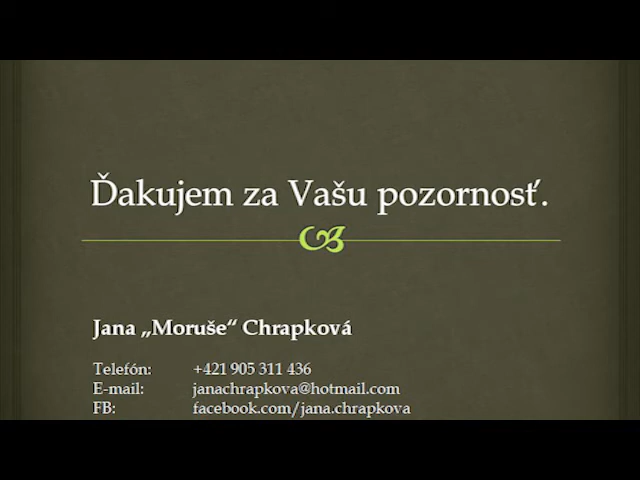 Ďakujem za Vašu pozornosť.
Jana „Moruše“ Chrapková
Telefón: +421 905 311 436
E-mail: janachrapkova@hotmail.com
FB: facebook.com/jana.chrapkova